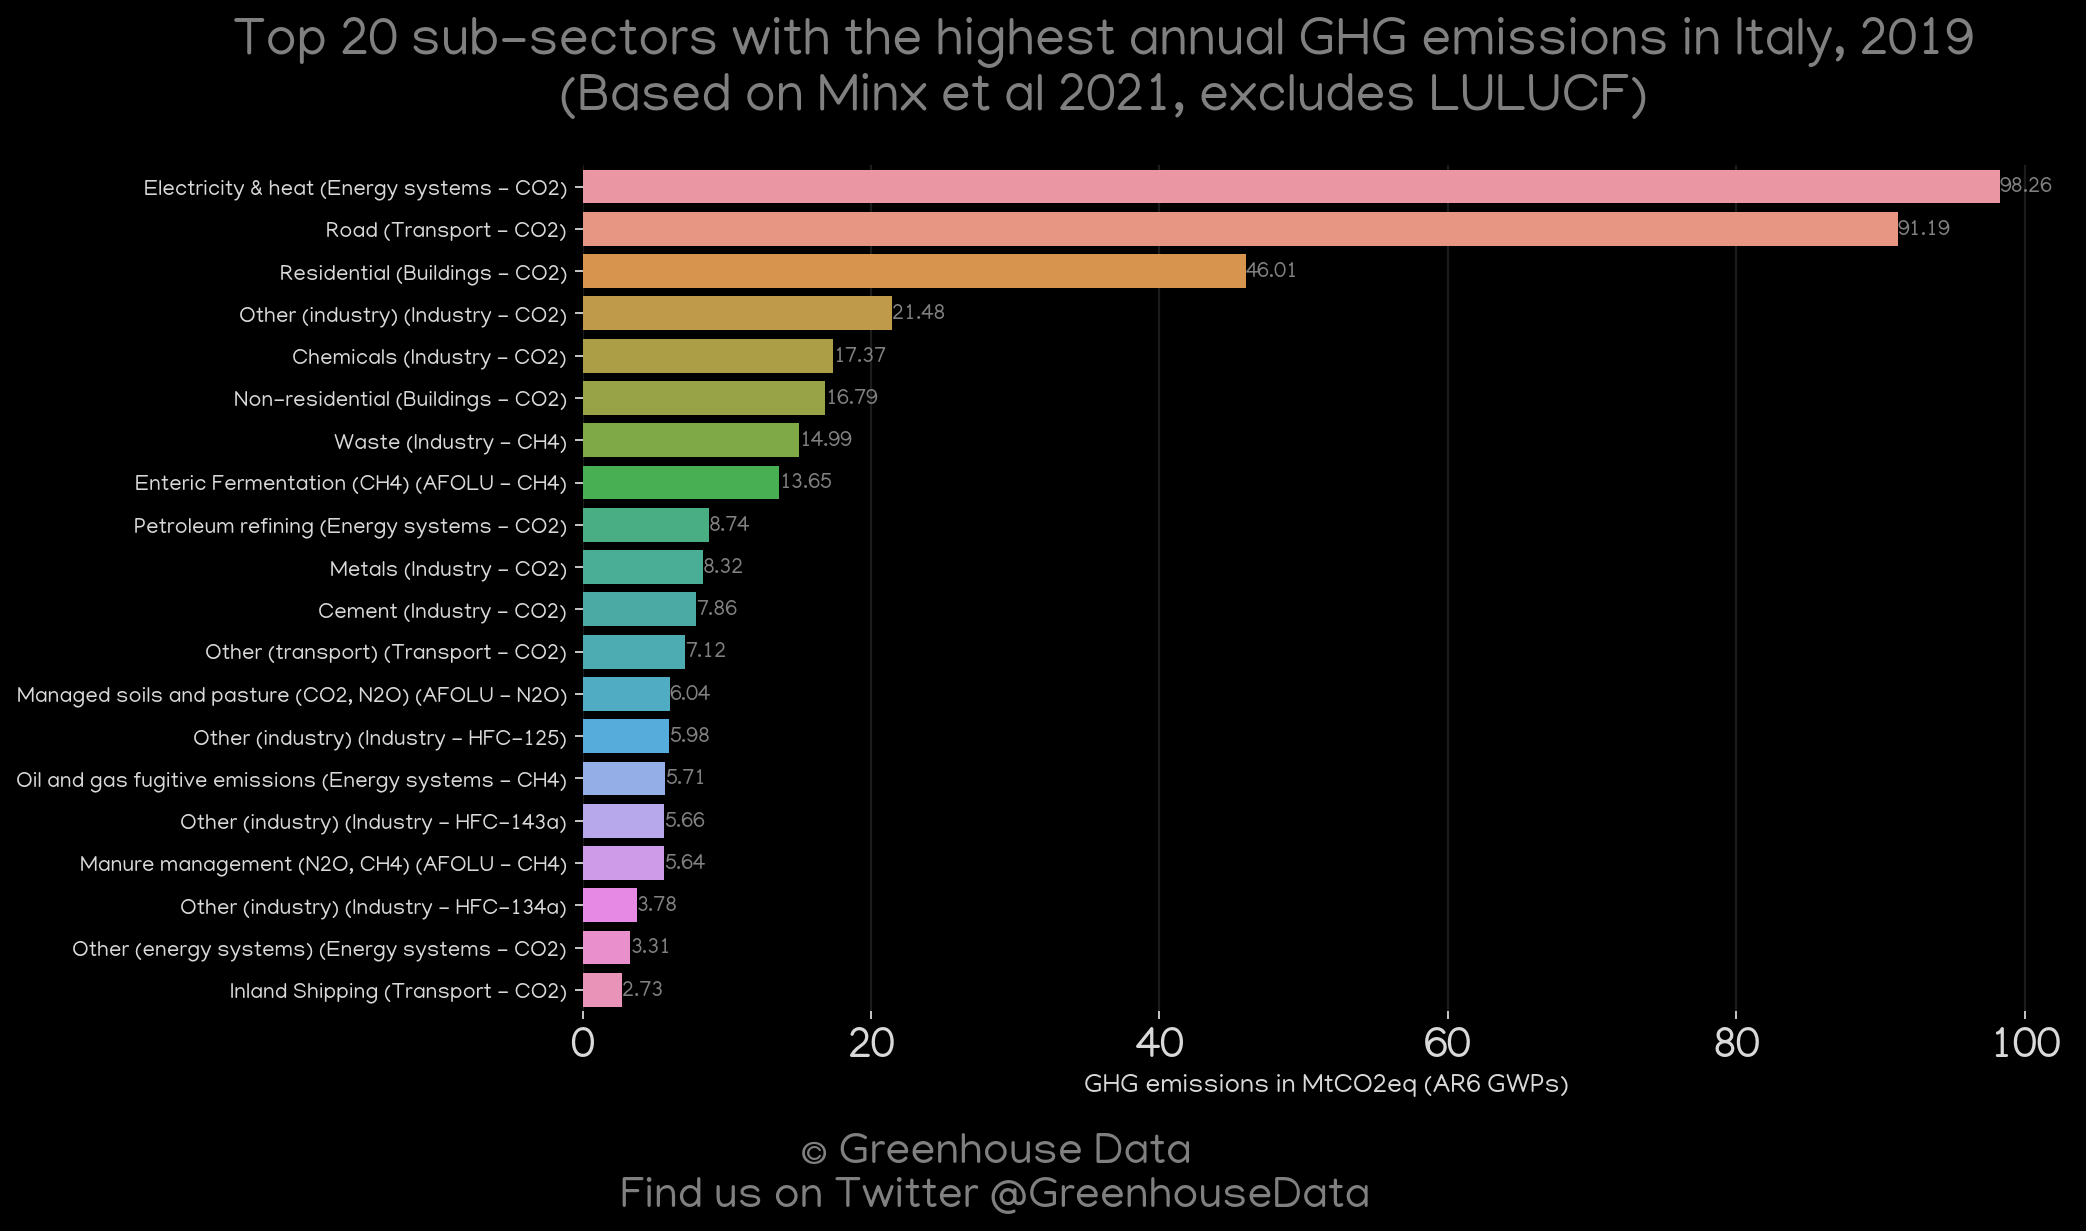 Top 20 sub-sectors with the highest annual GHG emissions in Italy, 2019
(Based on Minx et al 2021, excludes LULUCF)
Electricity & heat (Energy systems - CO2) 98.26
Road (Transport - CO2) 91.19
Residential (Buildings - CO2) 46.01
Other (industry) (Industry - CO2) 21.48
Chemicals (Industry - CO2) 17.37
Non-residential (Buildings - CO2) 16.79
Waste (Industry - CH4) 14.99
Enteric Fermentation (CH4) (AFOLU - CH4) 13.65
Petroleum refining (Energy systems - CO2) 8.74
Metals (Industry - CO2) 8.32
Cement (Industry - CO2) 7.86
Other (transport) (Transport - CO2) 7.12
Managed soils and pasture (CO2, N2O) (AFOLU - N2O) 6.04
Other (industry) (Industry - HFC-125) 5.98
Oil and gas fugitive emissions (Energy systems - CH4) 5.71
Other (industry) (Industry - HFC-143a) 5.66
Manure management (N2O, CH4) (AFOLU - CH4) 5.64
Other (industry) (Industry - HFC-134a) 3.78
Other (energy systems) (Energy systems - CO2) 3.31
Inland Shipping (Transport - CO2) 2.73
0 20 40 60 80 100
GHG emissions in MtCO2eq (AR6 GWPs)
© Greenhouse Data
Find us on Twitter @GreenhouseData